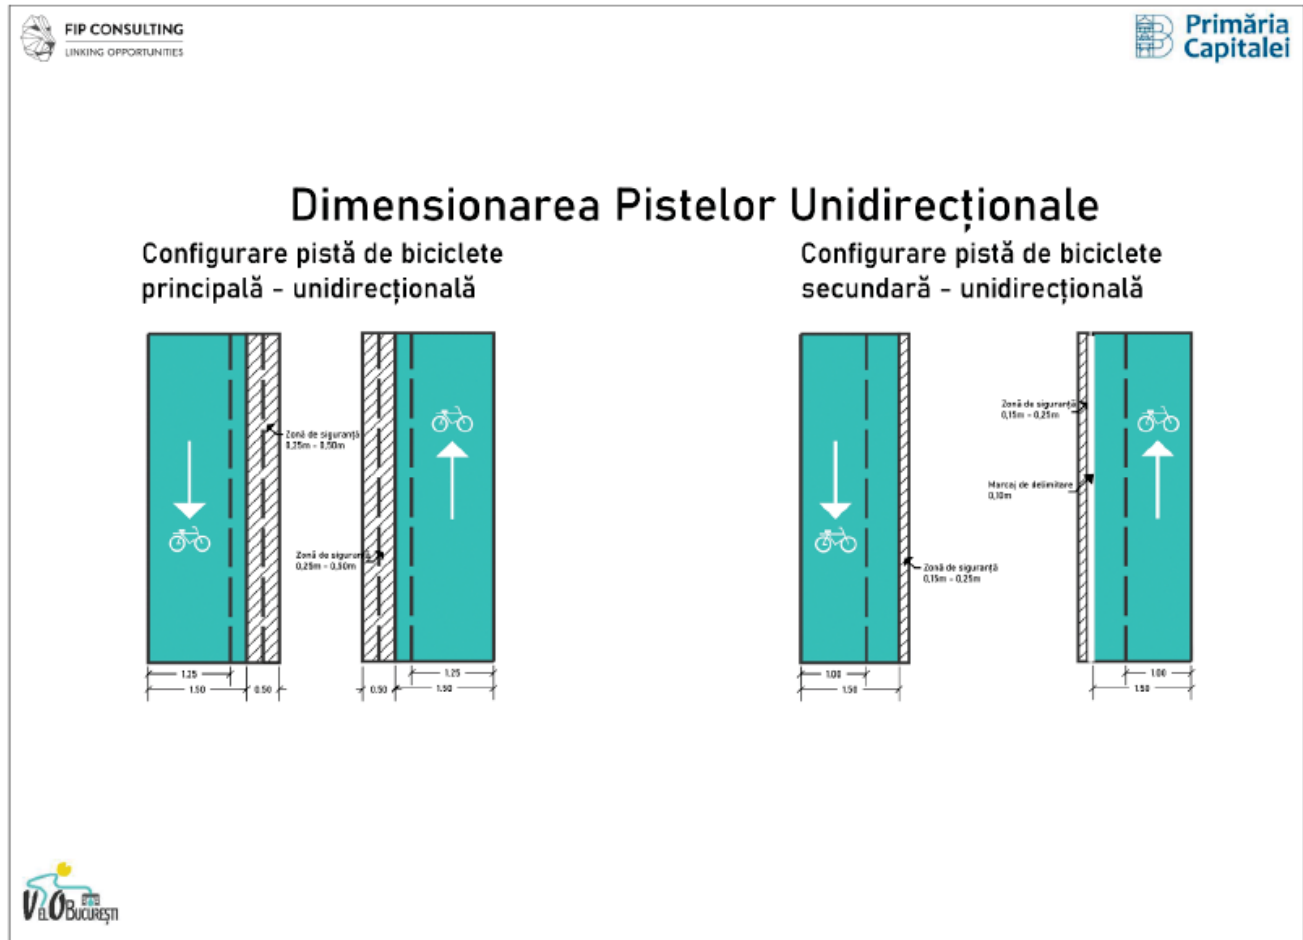 FIP CONSULTING
LINKING OPPORTUNITIES
Primăria
Capitalei
Dimensionarea Pistelor Unidirecționale
Configurare pistă de biciclete
principală - unidirecțională
Configurare pistă de biciclete
secundară - unidirecțională
Zonă de siguranță
0,25m - 0,50m
Zonă de siguranță
0,25m - 0,50m
1.25
1.50
0.50
0.50
1.25
1.50
Zonă de siguranță
0,15m - 0,25m
Marcaj de delimitare
0,10m
Zonă de siguranță
0,15m - 0,25m
1.00
1.50
1.00
1.50
VELO BUCUREȘTI